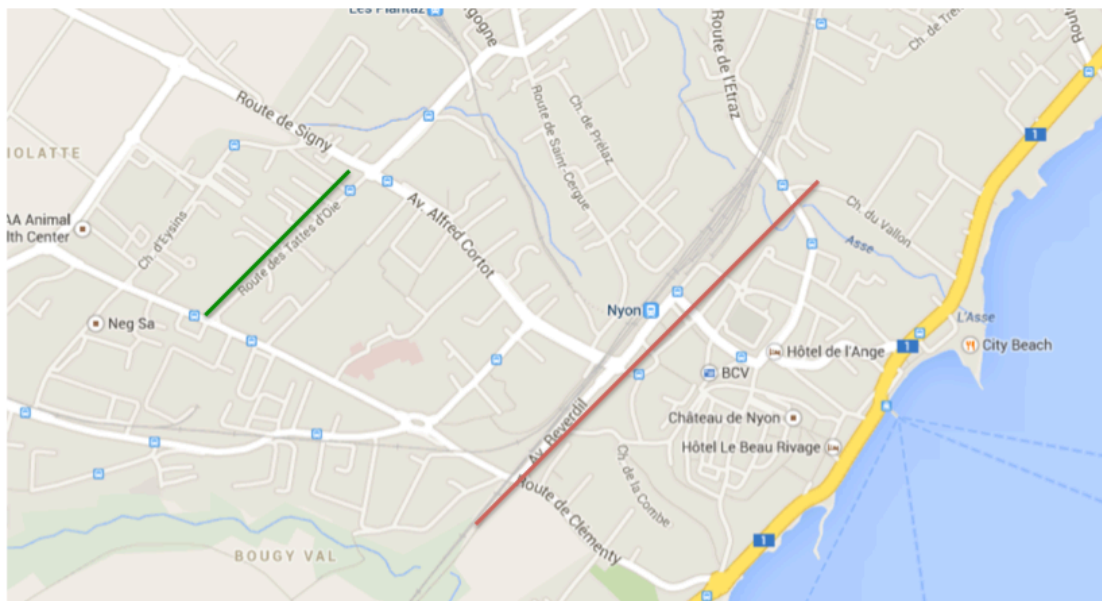 Les Plantaz
Route de l'Etraz
Ch. de Prélaz
Route de Saint-Cergue
Route de Signy
1
IOLATTE
AA Animal
lth Center
Ch. d'Eysins
Route des Tattes d'Oie
Av. Alfred Cortot
Ch. du Vallon
Asse
L'Asse
Nyon
Neg Sa
Hôtel de l'Ange
1
City Beach
BCV
Château de Nyon
Av. Reverdil
Hôtel Le Beau Rivage
Ch. de la Combe
Route de Clémenty
1
BOUGY VAL